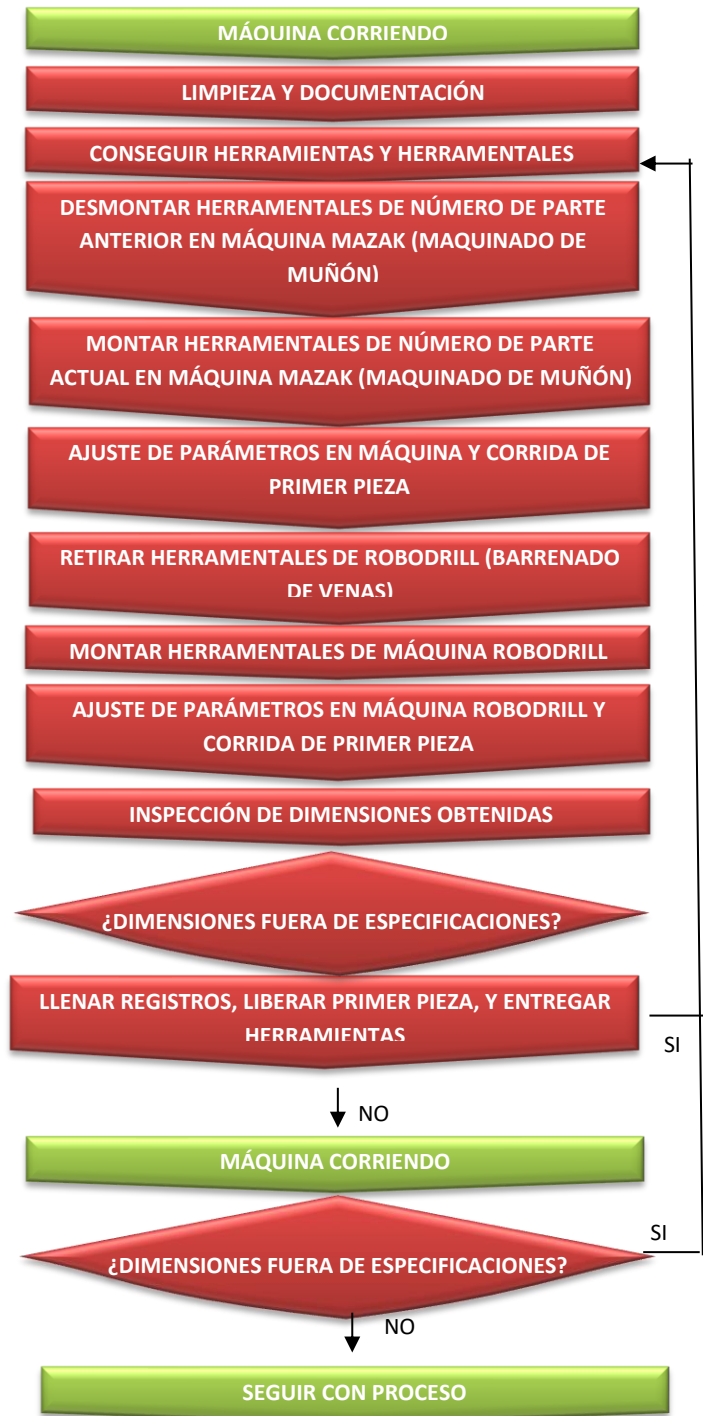 MÁQUINA CORRIENDO
LIMPIEZA Y DOCUMENTACIÓN
CONSEGUIR HERRAMIENTAS Y HERRAMENTALES
DESMONTAR HERRAMENTALES DE NÚMERO DE PARTE
ANTERIOR EN MÁQUINA MAZAK (MAQUINADO DE
MUÑÓN)
MONTAR HERRAMENTALES DE NÚMERO DE PARTE
ACTUAL EN MÁQUINA MAZAK (MAQUINADO DE MUÑÓN)
AJUSTE DE PARÁMETROS EN MÁQUINA Y CORRIDA DE
PRIMER PIEZA
RETIRAR HERRAMENTALES DE ROBODRILL (BARRENADO
DE VENAS)
MONTAR HERRAMENTALES DE MÁQUINA ROBODRILL
AJUSTE DE PARÁMETROS EN MÁQUINA ROBODRILL Y
CORRIDA DE PRIMER PIEZA
INSPECCIÓN DE DIMENSIONES OBTENIDAS
¿DIMENSIONES FUERA DE ESPECIFICACIONES?
LLENAR REGISTROS, LIBERAR PRIMER PIEZA, Y ENTREGAR
HERRAMIENTAS
SI
NO
MÁQUINA CORRIENDO
SI
¿DIMENSIONES FUERA DE ESPECIFICACIONES?
NO
SEGUIR CON PROCESO